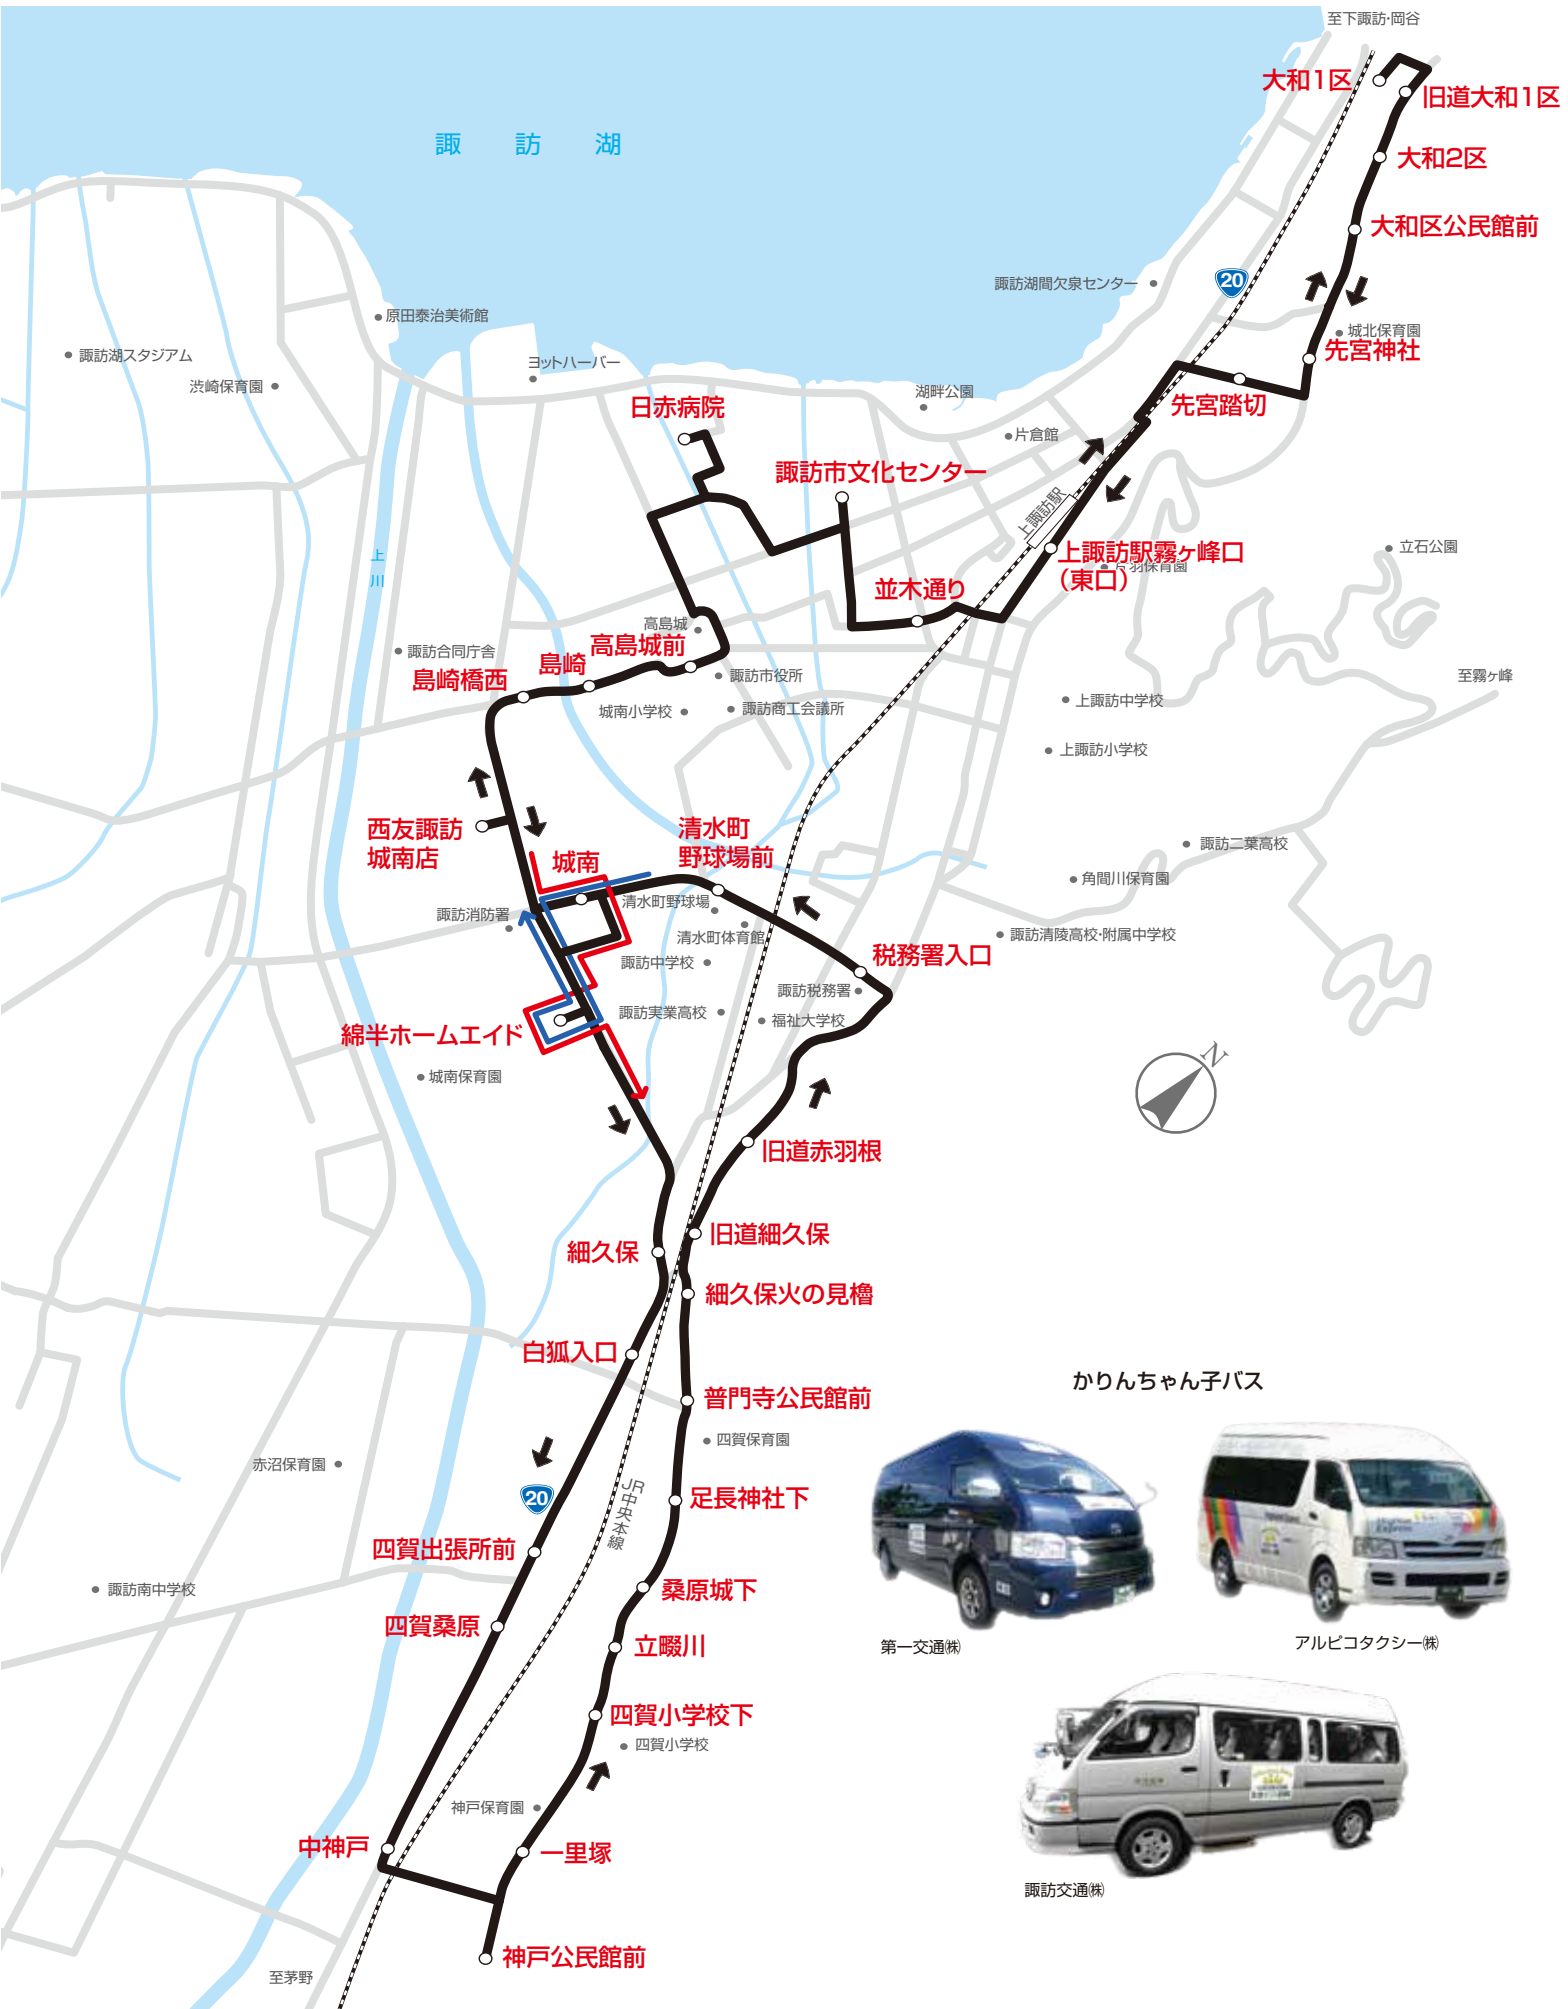 至下諏訪・岡谷
大和1区
旧道大和1区
諏訪湖
大和2区
大和区公民館前
諏訪湖間欠泉センター
20
原田泰治美術館
城北保育園
先宮神社
諏訪湖スタジアム
ヨットハーバー
渋崎保育園
湖畔公園
日赤病院
先宮踏切
片倉館
諏訪市文化センター
上諏訪駅
上川
上諏訪駅霧ヶ峰口
(東口)
片羽保育園
立石公園
並木通り
高島城
高島城前
諏訪合同庁舎
島崎
島崎橋西
諏訪市役所
至霧ヶ峰
城南小学校
諏訪商工会議所
上諏訪中学校
上諏訪小学校
西友諏訪
城南店
清水町
野球場前
城南
諏訪二葉高校
角間川保育園
諏訪消防署
清水町野球場
清水町体育館
諏訪清陵高校・附属中学校
諏訪中学校
税務署入口
諏訪税務署
諏訪実業高校
福祉大学校
綿半ホームエイド
城南保育園
N
旧道赤羽根
旧道細久保
細久保
細久保火の見櫓
白狐入口
普門寺公民館前
かりんちゃん子バス
四賀保育園
赤沼保育園
20
JR中央本線
足長神社下
四賀出張所前
諏訪南中学校
桑原城下
四賀桑原
立畷川
第一交通㈱
アルピコタクシー㈱
四賀小学校下
四賀小学校
神戸保育園
中神戸
一里塚
諏訪交通㈱
神戸公民館前
至茅野